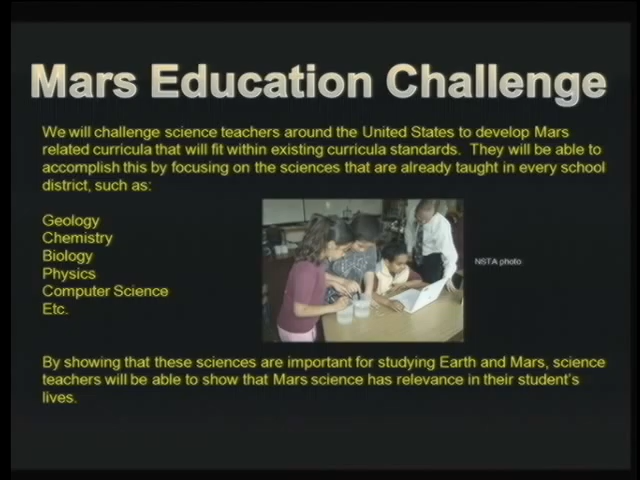 Mars Education Challenge
We will challenge science teachers around the United States to develop Mars
related curricula that will fit within existing curricula standards.  They will be able to
accomplish this by focusing on the sciences that are already taught in every school
district, such as:
Geology
Chemistry
Biology
Physics
Computer Science
Etc.
NSTA photo
By showing that these sciences are important for studying Earth and Mars, science
teachers will be able to show that Mars science has relevance in their student's
lives.